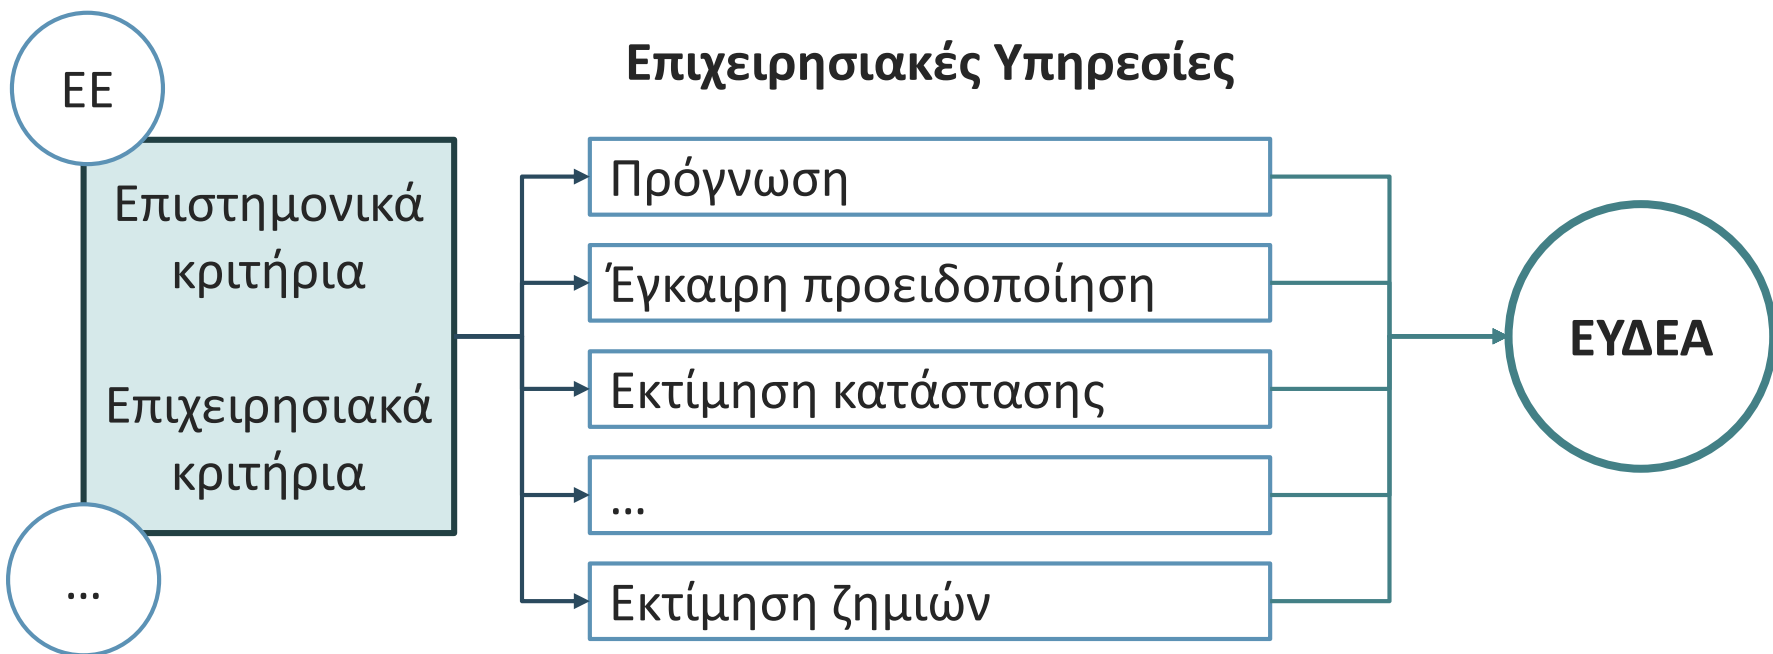 ΕΕ
Επιστημονικά
κριτήρια
Επιχειρησιακά
κριτήρια
...
Επιχειρησιακές Υπηρεσίες
Πρόγνωση
Έγκαιρη προειδοποίηση
Εκτίμηση κατάστασης
...
Εκτίμηση ζημιών
ΕΥΔΕΑ